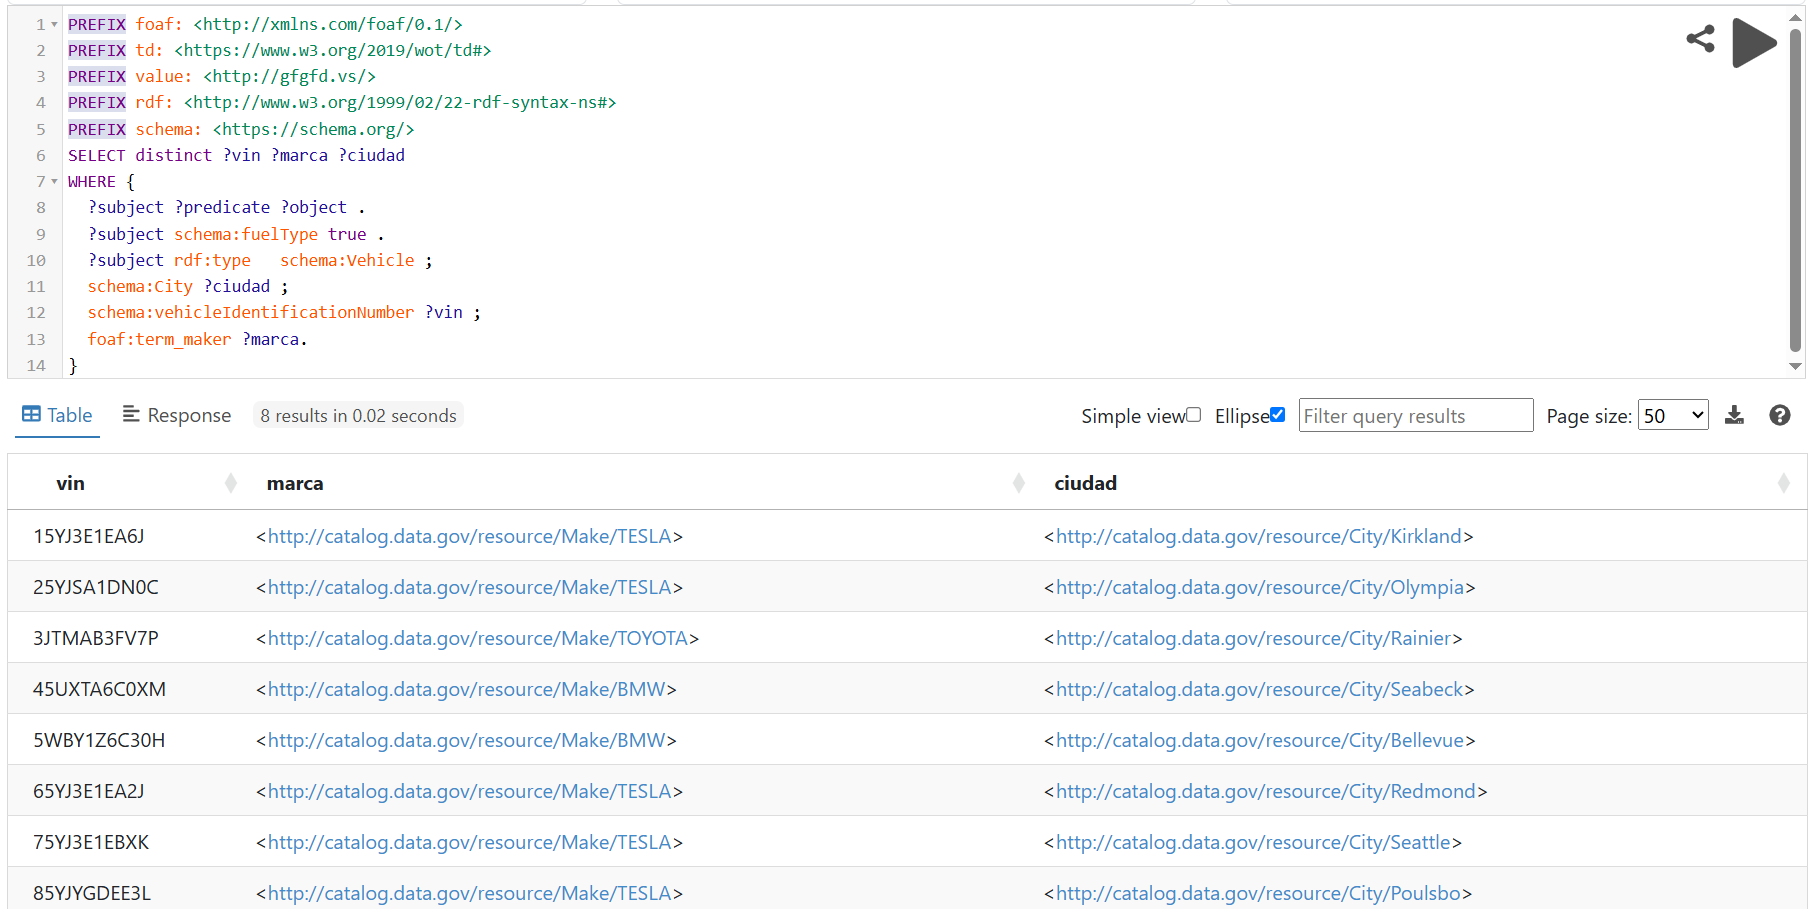 1 PREFIX foaf: <http://xmlns.com/foaf/0.1/>
2 PREFIX td: <https://www.w3.org/2019/wot/td#>
3 PREFIX value: <http://gfgfd.vs/>
4 PREFIX rdf: <http://www.w3.org/1999/02/22-rdf-syntax-ns#>
5 PREFIX schema: <https://schema.org/>
6 SELECT distinct ?vin ?marca ?ciudad
7 WHERE {
8 ?subject ?predicate ?object .
9 ?subject schema:fuelType true .
10 ?subject rdf:type   schema:Vehicle ;
11 schema:City ?ciudad ;
12 schema:vehicleIdentificationNumber ?vin ;
13 foaf:term_maker ?marca.
14 }
Table Response 8 results in 0.02 seconds Simple view Ellipse Filter query results Page size: 50
vin marca ciudad
15YJ3E1EA6J <http://catalog.data.gov/resource/Make/TESLA> <http://catalog.data.gov/resource/City/Kirkland>
25YJSA1DN0C <http://catalog.data.gov/resource/Make/TESLA> <http://catalog.data.gov/resource/City/Olympia>
3JTMAB3FV7P <http://catalog.data.gov/resource/Make/TOYOTA> <http://catalog.data.gov/resource/City/Rainier>
45UXTA6C0XM <http://catalog.data.gov/resource/Make/BMW> <http://catalog.data.gov/resource/City/Seabeck>
5WBY1Z6C30H <http://catalog.data.gov/resource/Make/BMW> <http://catalog.data.gov/resource/City/Bellevue>
65YJ3E1EA2J <http://catalog.data.gov/resource/Make/TESLA> <http://catalog.data.gov/resource/City/Redmond>
75YJ3E1EBXK <http://catalog.data.gov/resource/Make/TESLA> <http://catalog.data.gov/resource/City/Seattle>
85YJYGDEE3L <http://catalog.data.gov/resource/Make/TESLA> <http://catalog.data.gov/resource/City/Poulsbo>